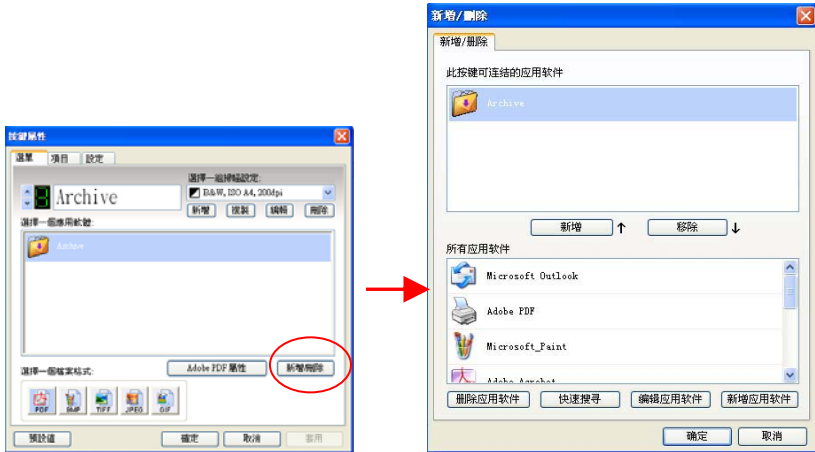 按鍵屬性
選單 項目 設定
選擇一組掃描設定:
Archive
B&W, ISO A4, 200dpi
新增 複製 編輯 刪除
選擇一個應用軟體:
Archive
選擇一個檔案格式:
Adobe PDF 屬性 新增/刪除
PDF BMP TIFF JPEG GIF
預設值 確定 取消 套用
新增/删除
新增/册除
此按键可连结的应用软件
Archive
新增 ↑ 移除 ↓
所有应用软件
Microsoft Outlook
Adobe PDF
Microsoft_Paint
Adobe Acrobat
删除应用软件 快速搜寻 编辑应用软件 新增应用软件
确定 取消